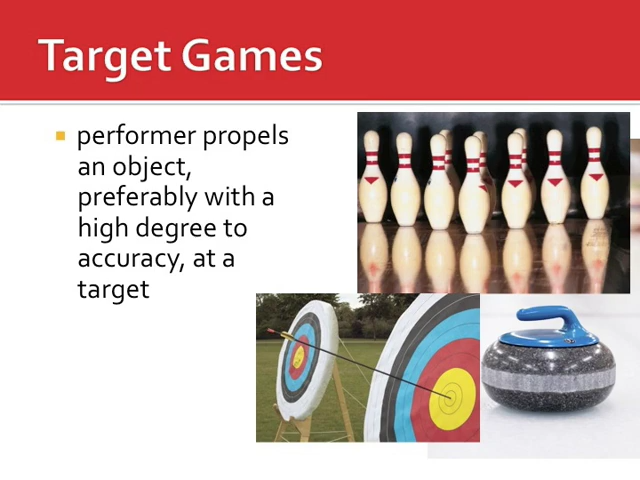 Target Games
performer propels
an object,
preferably with a
high degree to
accuracy, at a
target